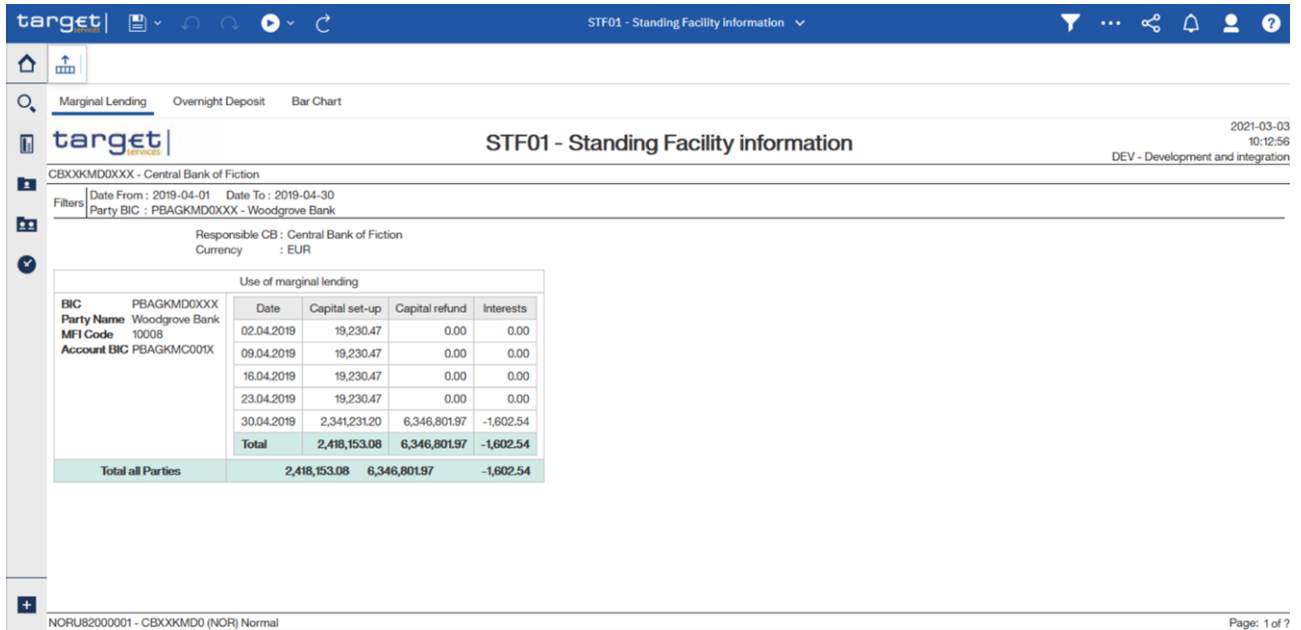 target| services STF01 - Standing Facility information
Marginal Lending Overnight Deposit Bar Chart
target| services STF01 - Standing Facility information
2021-03-03
10:12:56
DEV - Development and integration
CBXXKMD0XXX - Central Bank of Fiction
Filters Date From : 2019-04-01 Date To : 2019-04-30
Party BIC : PBAGKMD0XXX - Woodgrove Bank
Responsible CB : Central Bank of Fiction
Currency : EUR
Use of marginal lending
BIC PBAGKMD0XXX
Party Name Woodgrove Bank
MFI Code 10008
Account BIC PBAGKMC001X
Date Capital set-up Capital refund Interests
02.04.2019 19,230.47 0.00 0.00
09.04.2019 19,230.47 0.00 0.00
16.04.2019 19,230.47 0.00 0.00
23.04.2019 19,230.47 0.00 0.00
30.04.2019 2,341,231.20 6,346,801.97 -1,602.54
Total 2,418,153.08 6,346,801.97 -1,602.54
Total all Parties 2,418,153.08 6,346,801.97 -1,602.54
NORU82000001 - CBXXKMD0 (NOR) Normal Page: 1 of ?